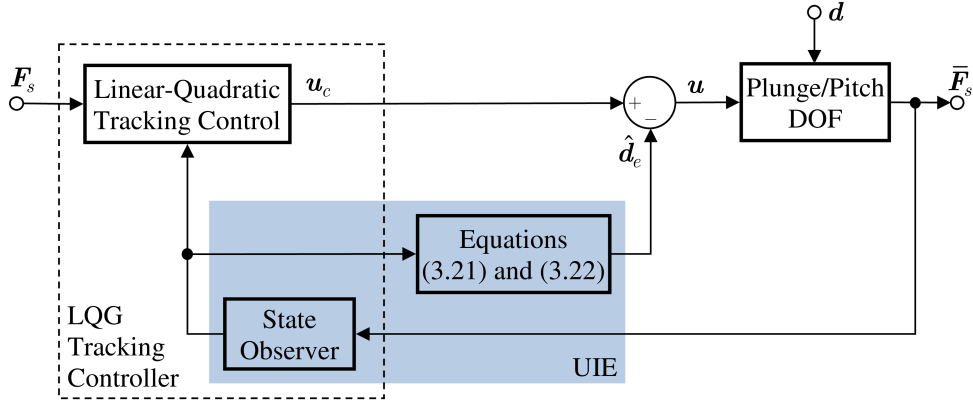 d
F_s
Linear-Quadratic
Tracking Control
u_c
+
−
u
Plunge/Pitch
DOF
F̄_s
d̂_e
Equations
(3.21) and (3.22)
LQG
Tracking
Controller
State
Observer
UIE